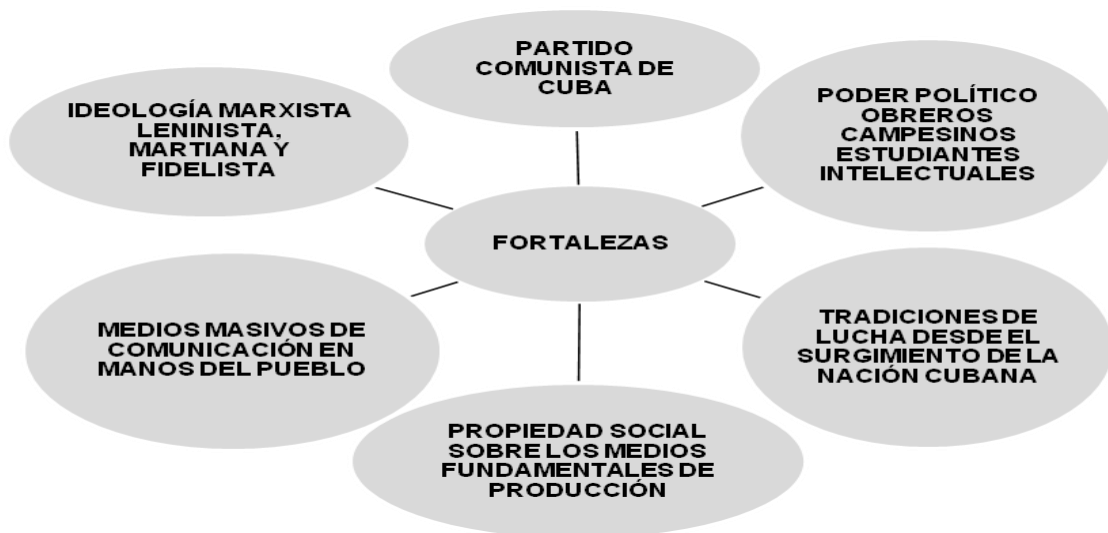 PARTIDO
COMUNISTA DE
CUBA
IDEOLOGÍA MARXISTA
LENINISTA,
MARTIANA Y
FIDELISTA
PODER POLÍTICO
OBREROS
CAMPESINOS
ESTUDIANTES
INTELECTUALES
FORTALEZAS
MEDIOS MASIVOS DE
COMUNICACIÓN EN
MANOS DEL PUEBLO
TRADICIONES DE
LUCHA DESDE EL
SURGIMIENTO DE LA
NACIÓN CUBANA
PROPIEDAD SOCIAL
SOBRE LOS MEDIOS
FUNDAMENTALES DE
PRODUCCIÓN